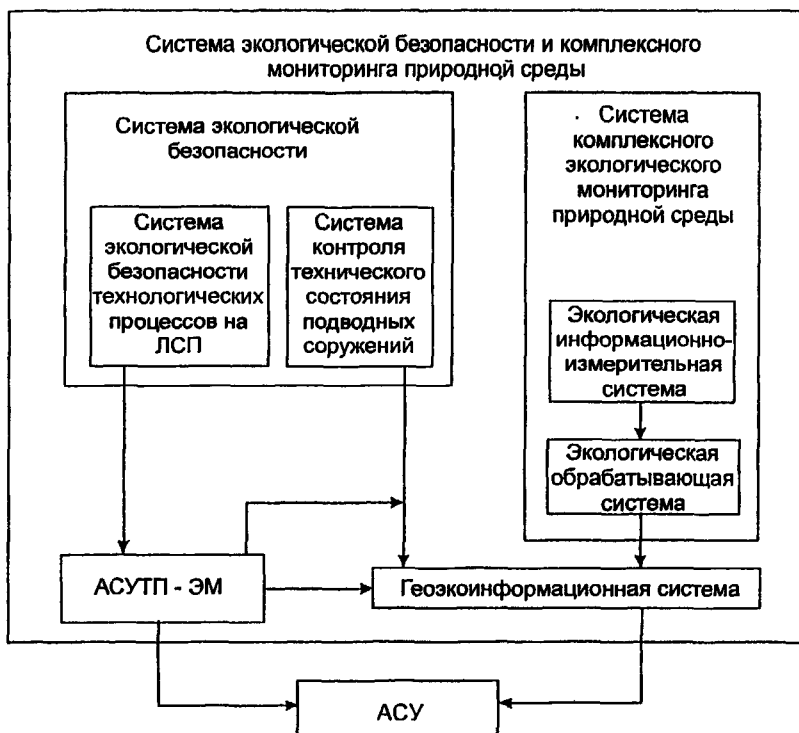 Система экологической безопасности и комплексного
мониторинга природной среды
Система экологической
безопасности
Система
экологической
безопасности
технологических
процессов на
ЛСП
Система
контроля
технического
состояния
подводных
соружений
Система
комплексного
экологического
мониторинга
природной среды
Экологическая
информационно-
измерительная
система
Экологическая
обрабатывающая
система
АСУТП - ЭМ
Геоэкоинформационная система
АСУ